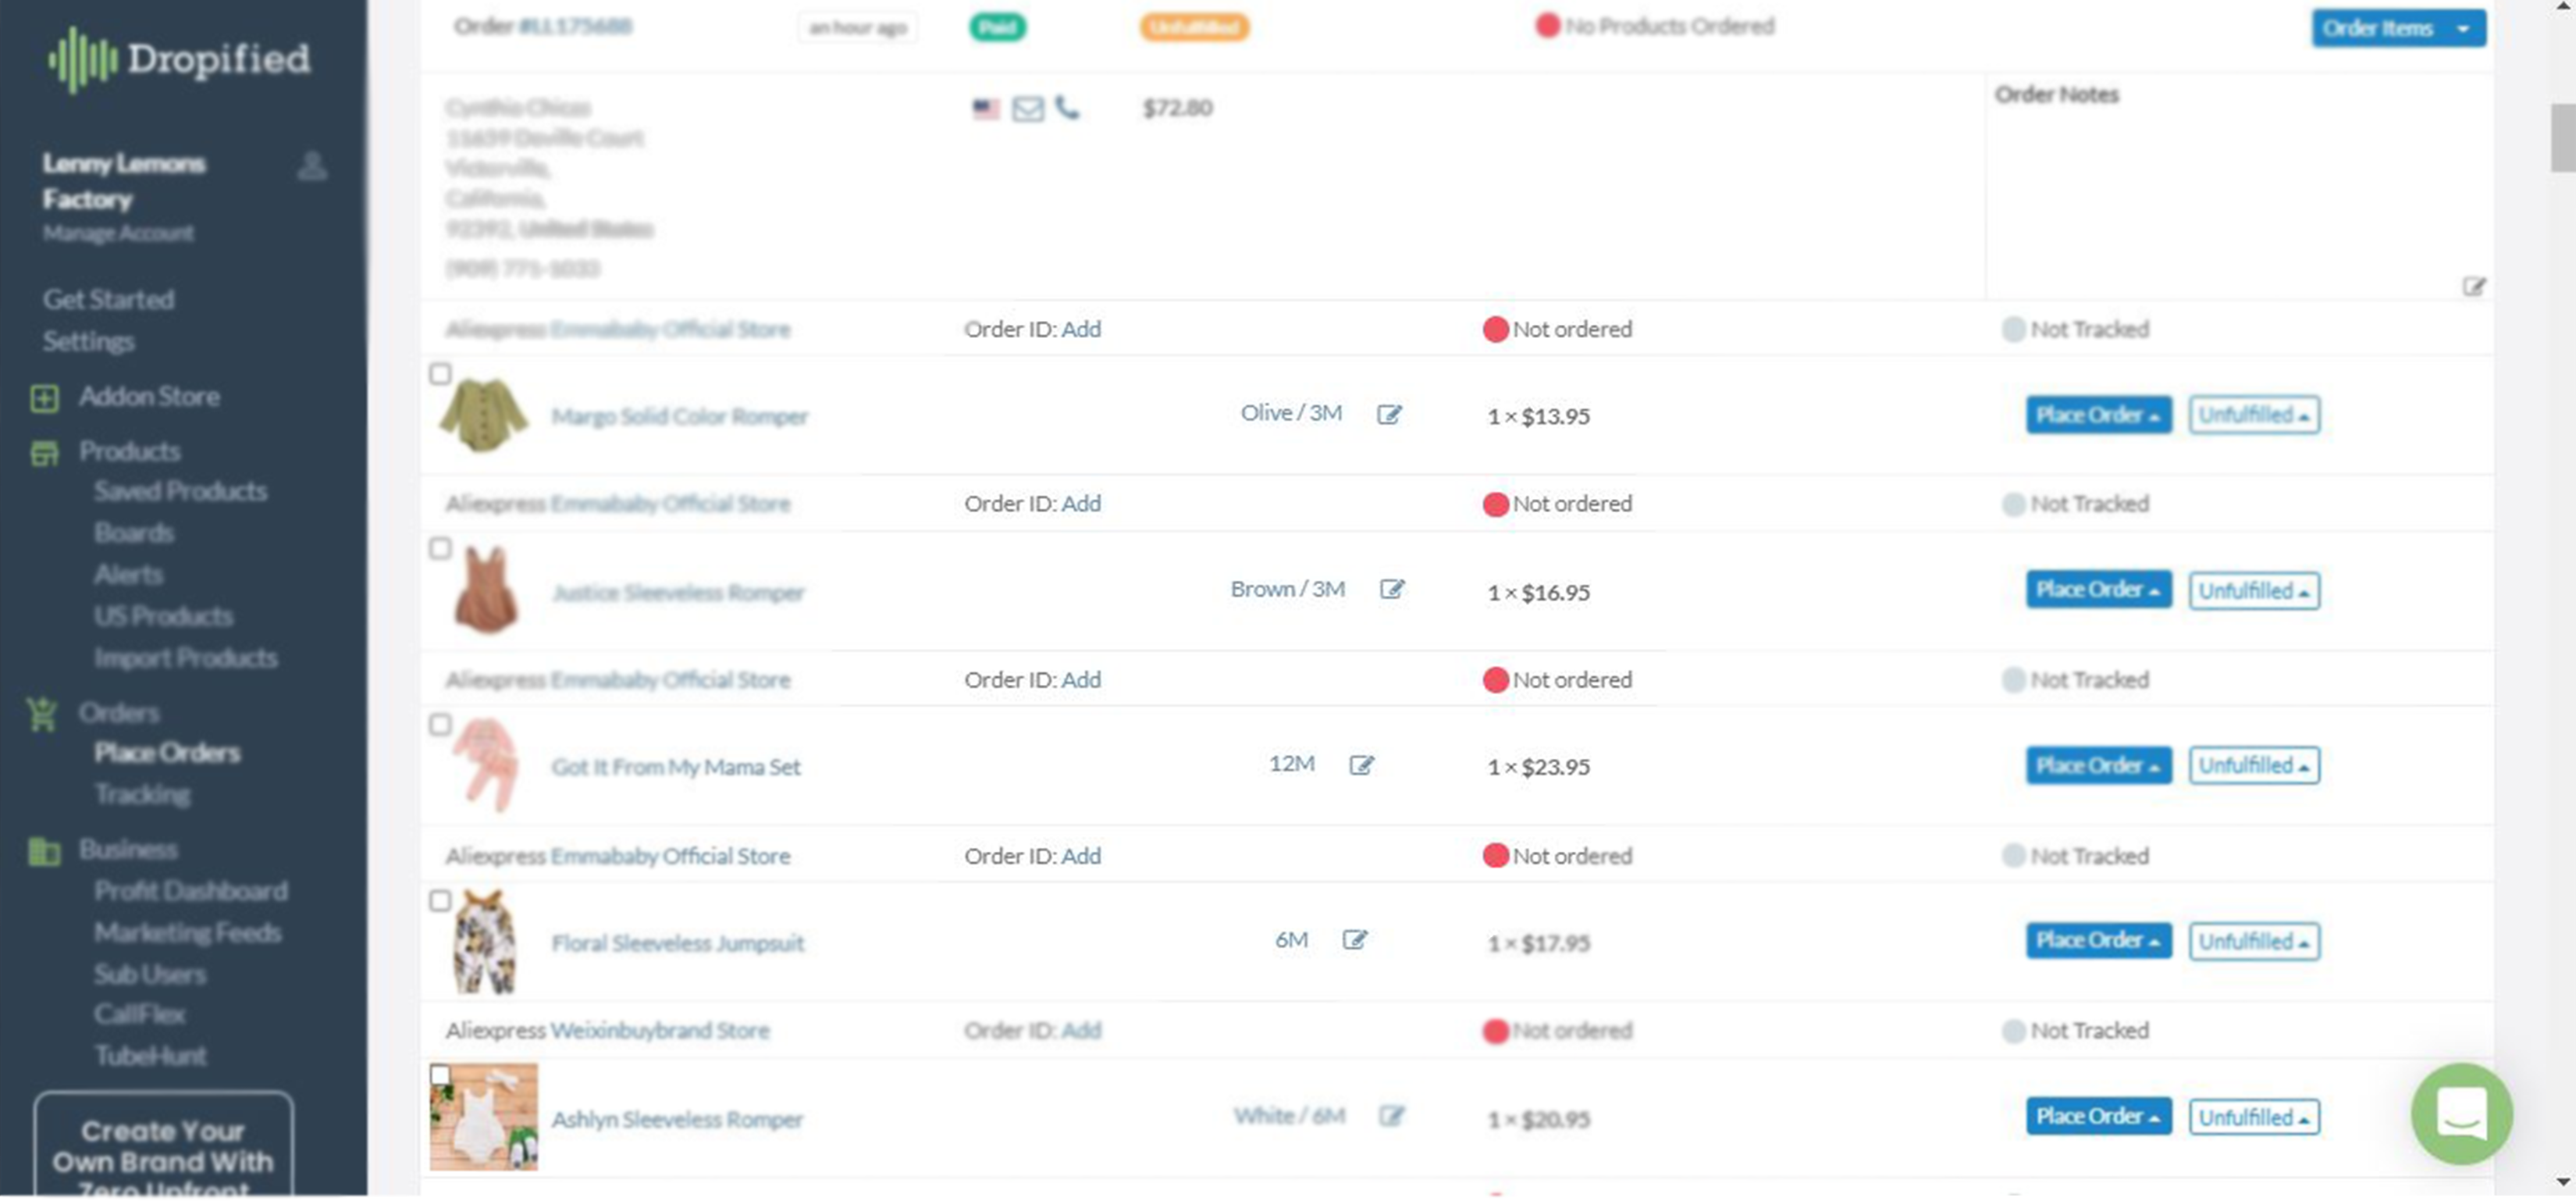 Dropified
Lenny Lemons
Factory
Manage Account
Get Started
Settings
Addon Store
Products
Saved Products
Boards
Alerts
US Products
Import Products
Orders
Place Orders
Tracking
Business
Profit Dashboard
Marketing Feeds
Sub Users
CallFlex
TubeHunt
Create Your
Own Brand With
Zero Upfront
Order an hour ago Paid Unfulfilled No Products Ordered Order Items
$72.80 Order Notes
California,
United States
Aliexpress Emmababy Official Store Order ID: Add Not ordered Not Tracked
Margo Solid Color Romper Olive / 3M 1 × $13.95 Place Order Unfulfilled
Aliexpress Emmababy Official Store Order ID: Add Not ordered Not Tracked
Justice Sleeveless Romper Brown / 3M 1 × $16.95 Place Order Unfulfilled
Aliexpress Emmababy Official Store Order ID: Add Not ordered Not Tracked
Got It From My Mama Set 12M 1 × $23.95 Place Order Unfulfilled
Aliexpress Emmababy Official Store Order ID: Add Not ordered Not Tracked
Floral Sleeveless Jumpsuit 6M 1 × $17.95 Place Order Unfulfilled
Aliexpress Weixinbuybrand Store Order ID: Add Not ordered Not Tracked
Ashlyn Sleeveless Romper White / 6M 1 × $20.95 Place Order Unfulfilled